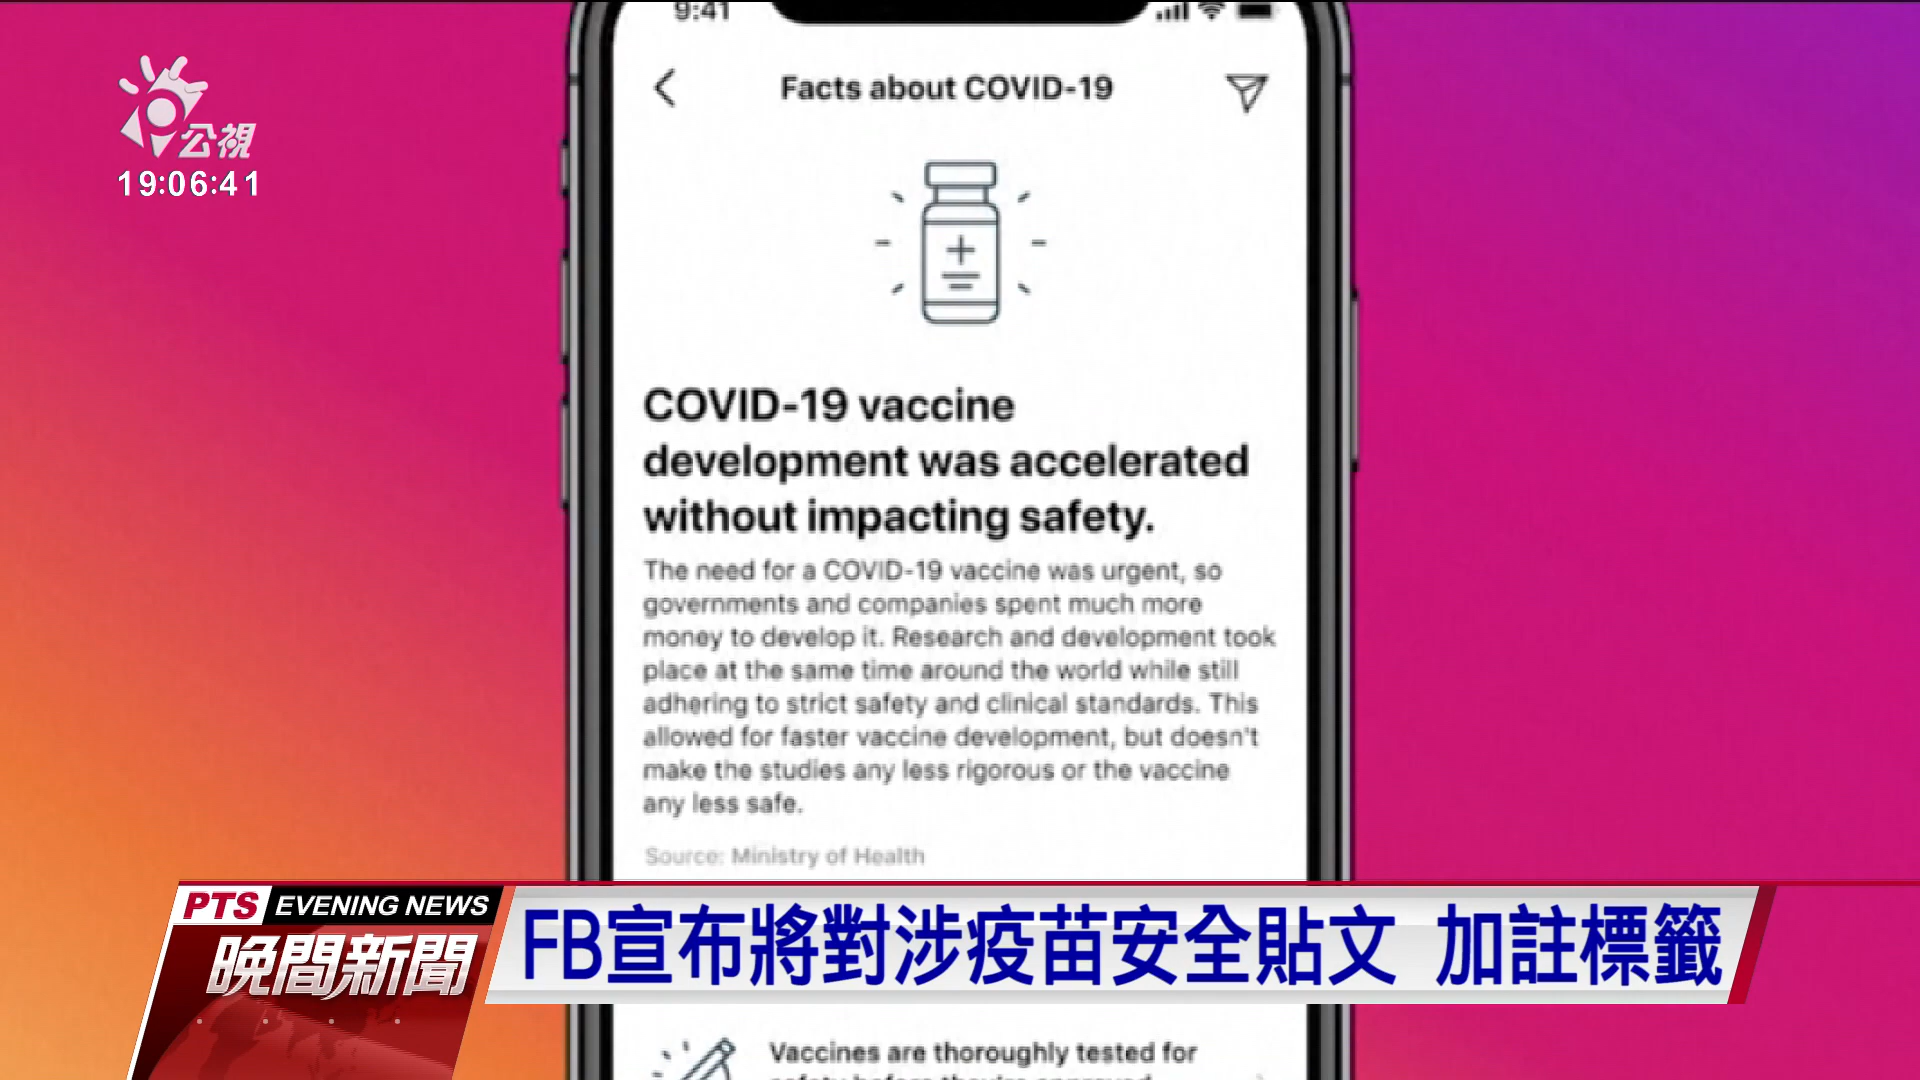 9:41
Facts about COVID-19
公視
19:06:41
COVID-19 vaccine
development was accelerated
without impacting safety.
The need for a COVID-19 vaccine was urgent, so
governments and companies spent much more
money to develop it. Research and development took
place at the same time around the world while still
adhering to strict safety and clinical standards. This
allowed for faster vaccine development, but doesn't
make the studies any less rigorous or the vaccine
any less safe.
Source: Ministry of Health
PTS EVENING NEWS
晚間新聞
FB宣布將對涉疫苗安全貼文 加註標籤
Vaccines are thoroughly tested for
safety before they're approved